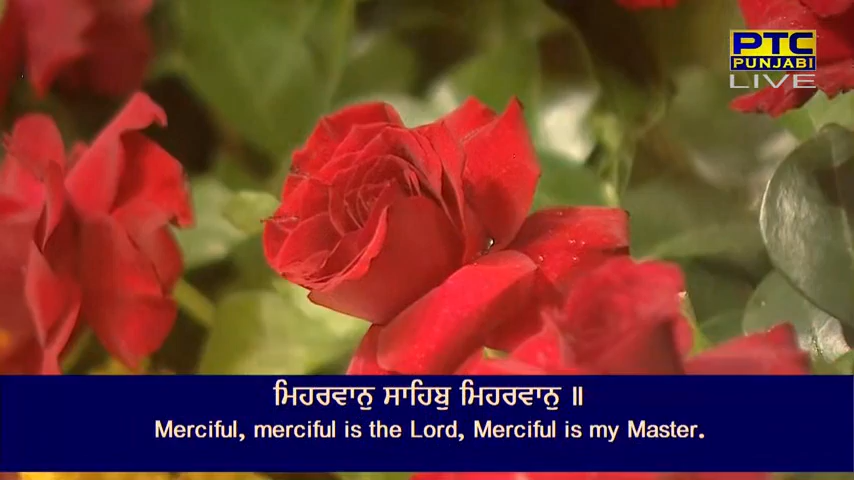 PTC
PUNJABI
LIVE
ਮਿਹਰਵਾਨੁ ਸਾਹਿਬੁ ਮਿਹਰਵਾਨੁ ॥
Merciful, merciful is the Lord, Merciful is my Master.